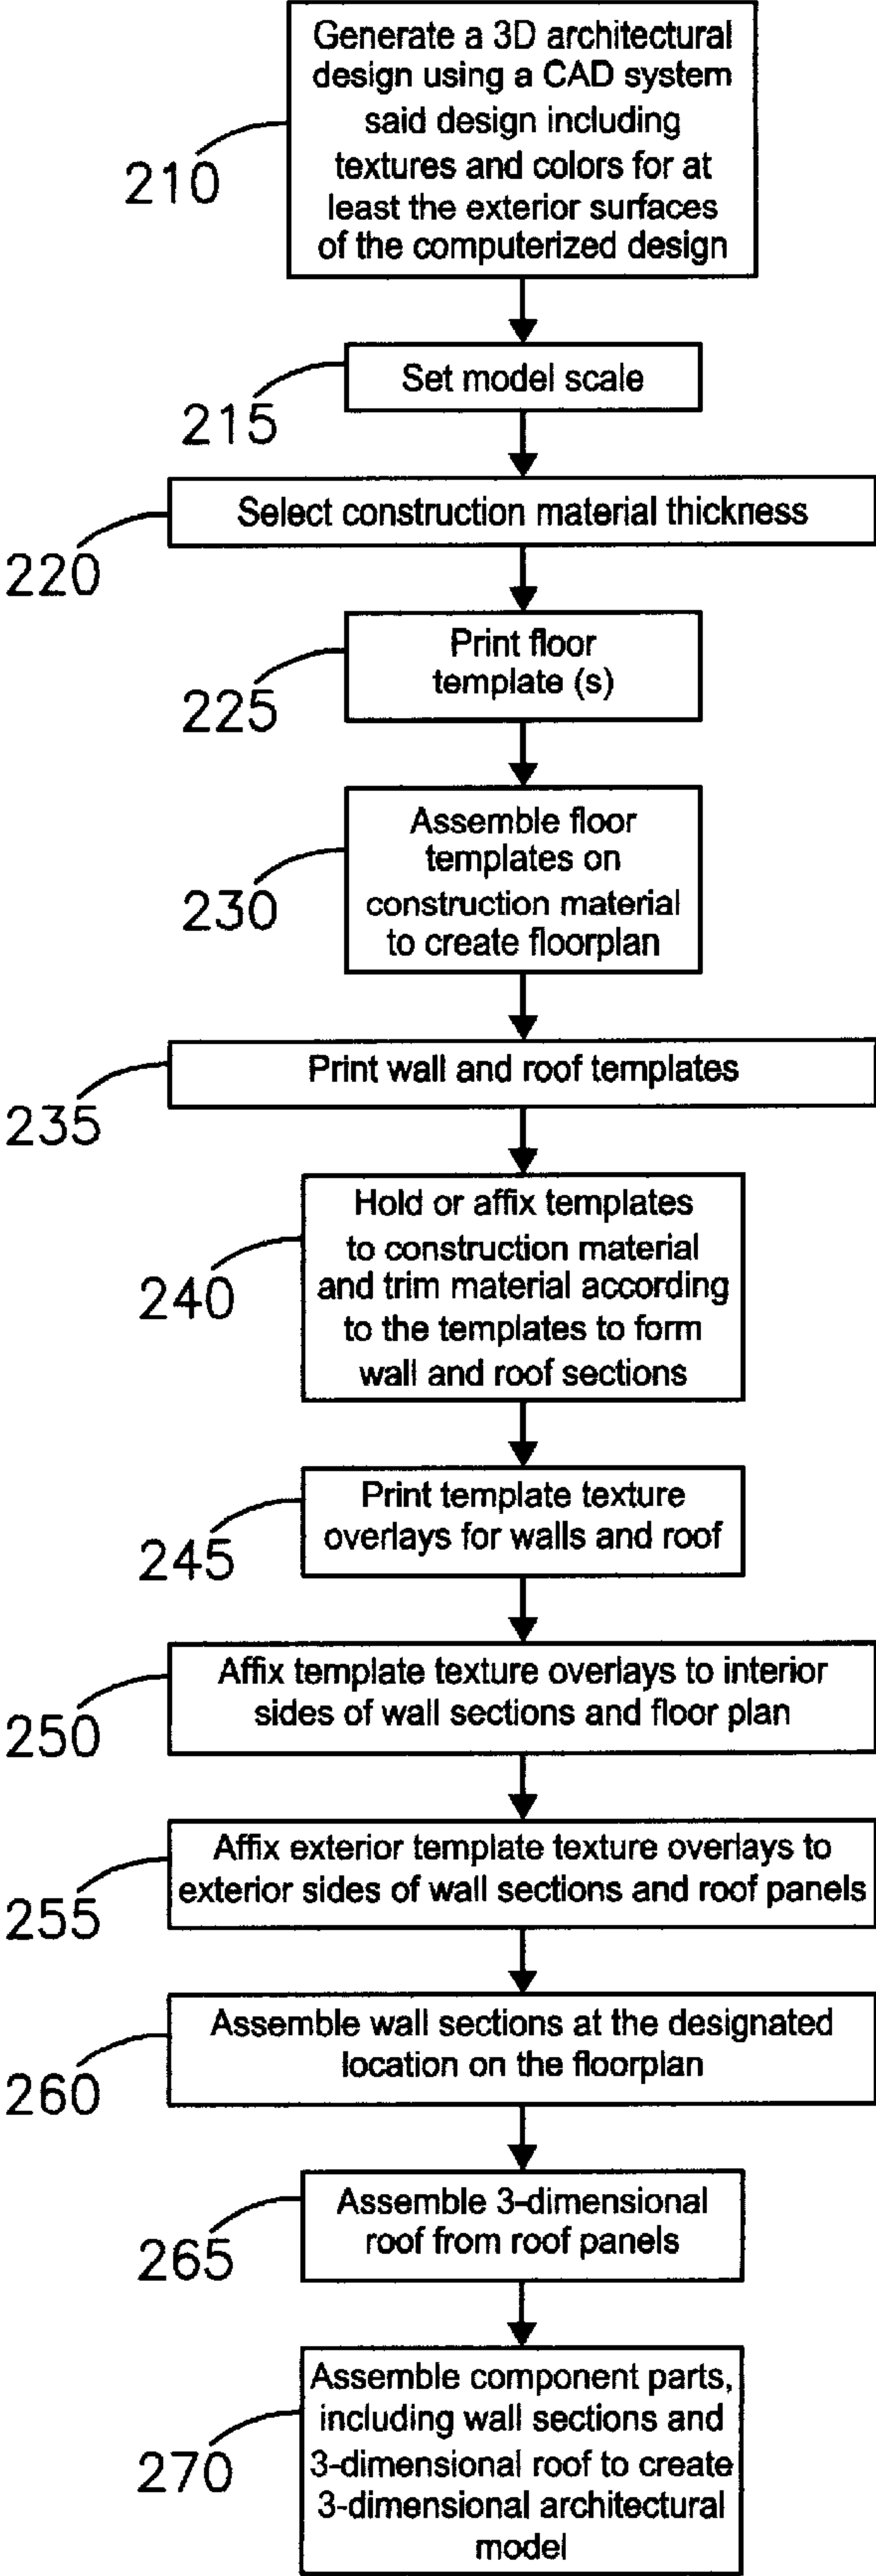 Generate a 3D architectural
design using a CAD system
said design including
textures and colors for at
least the exterior surfaces
of the computerized design
210
Set model scale
215
Select construction material thickness
220
Print floor
template (s)
225
Assemble floor
templates on
construction material
to create floorplan
230
Print wall and roof templates
235
Hold or affix templates
to construction material
and trim material according
to the templates to form
wall and roof sections
240
Print template texture
overlays for walls and roof
245
Affix template texture overlays to interior
sides of wall sections and floor plan
250
Affix exterior template texture overlays to
exterior sides of wall sections and roof panels
255
Assemble wall sections at the designated
location on the floorplan
260
Assemble 3-dimensional
roof from roof panels
265
Assemble component parts,
including wall sections and
3-dimensional roof to create
3-dimensional architectural
model
270